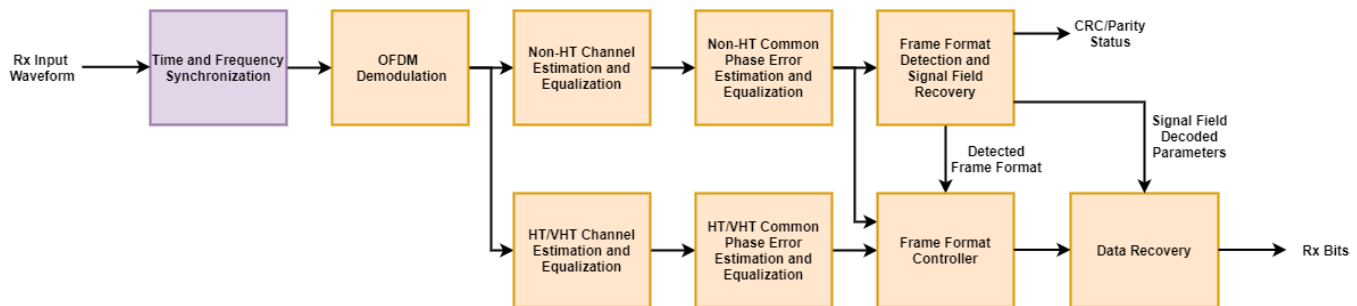 Rx Input
Waveform
Time and Frequency
Synchronization
OFDM
Demodulation
Non-HT Channel
Estimation and
Equalization
Non-HT Common
Phase Error
Estimation and
Equalization
Frame Format
Detection and
Signal Field
Recovery
CRC/Parity
Status
Signal Field
Decoded
Parameters
Detected
Frame Format
HT/VHT Channel
Estimation and
Equalization
HT/VHT Common
Phase Error
Estimation and
Equalization
Frame Format
Controller
Data Recovery
Rx Bits